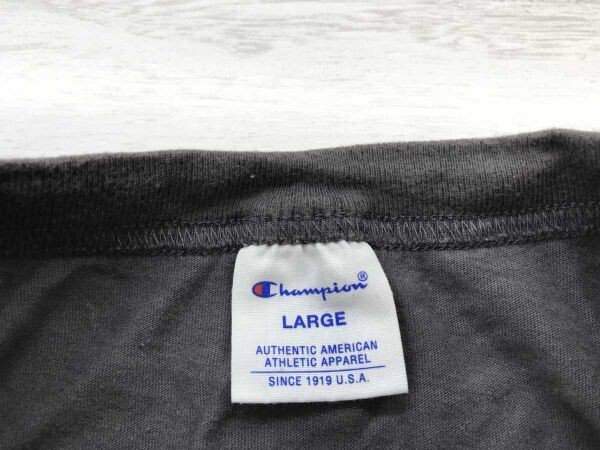 Champion®
LARGE
AUTHENTIC AMERICAN
ATHLETIC APPAREL
SINCE 1919 U.S.A.